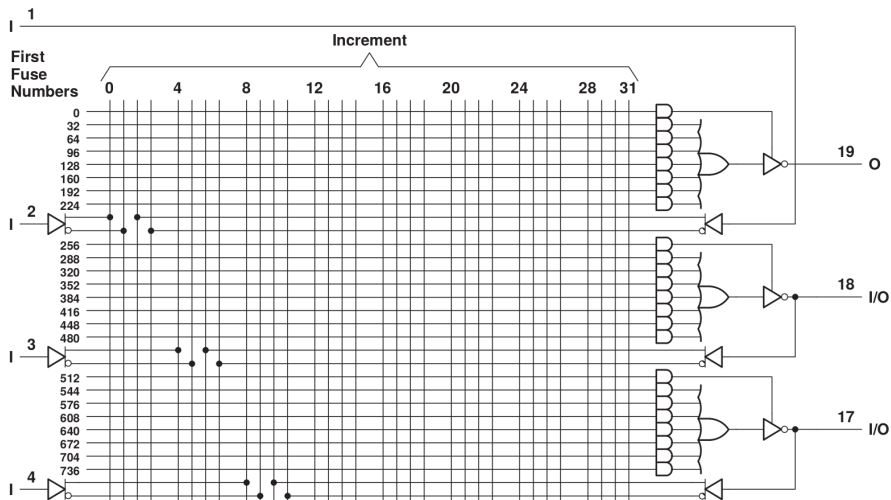 I 1
Increment
First
Fuse
Numbers
0 4 8 12 16 20 24 28 31
0
32
64
96
128
160
192
224
19 O
I 2
256
288
320
352
384
416
448
480
18 I/O
I 3
512
544
576
608
640
672
704
736
17 I/O
I 4